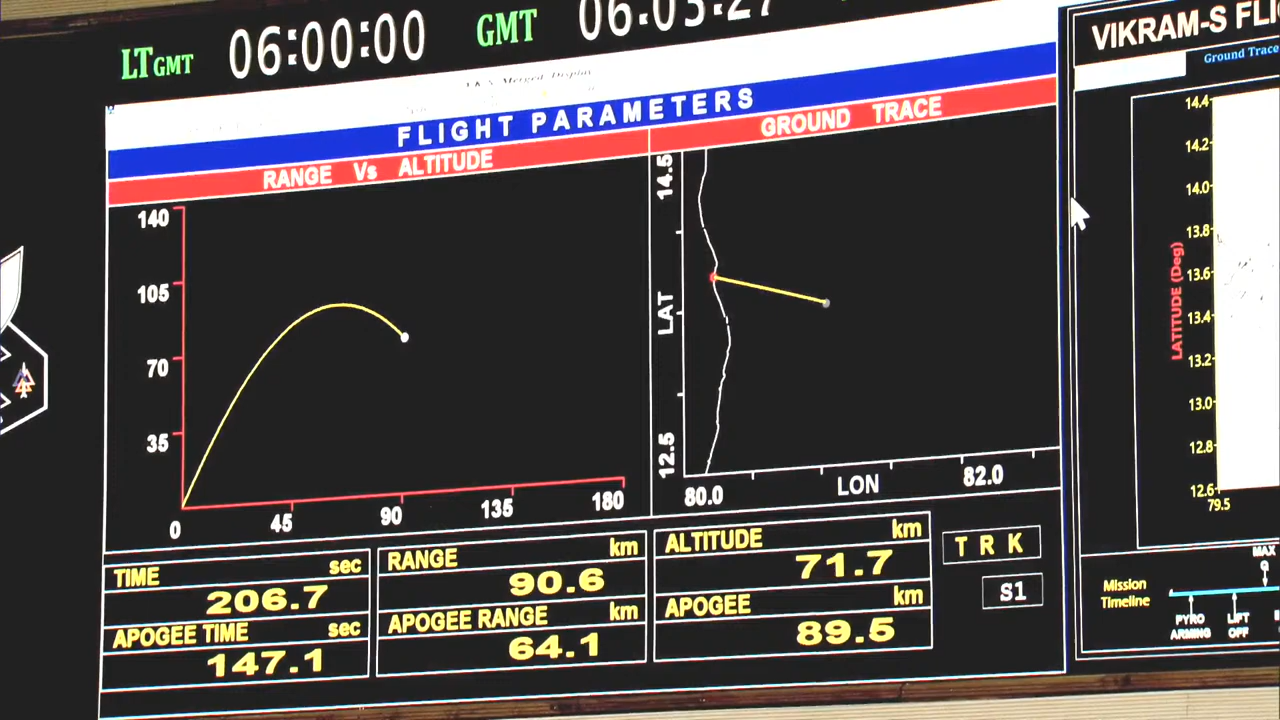 LT GMT 06:00:00 GMT 06:03:27
Merged Display
FLIGHT PARAMETERS
RANGE Vs ALTITUDE
GROUND TRACE
140
105
70
35
0
45
90
135
180
14.5
LAT
12.5
80.0
LON
82.0
TIME sec
206.7
APOGEE TIME sec
147.1
RANGE km
90.6
APOGEE RANGE km
64.1
ALTITUDE km
71.7
APOGEE km
89.5
TRK
S1
VIKRAM-S FLI
Ground Trace
14.4
14.2
14.0
13.8
13.6
13.4
13.2
13.0
12.8
12.6
LATITUDE (Deg)
79.5
Mission
Timeline
MAX
Q
PYRO
ARMING
LIFT
OFF